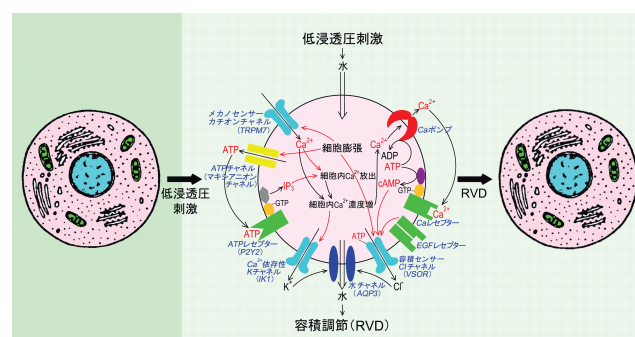 低浸透圧刺激
水
メカノセンサー
カチオンチャネル
(TRPM7)
Ca²⁺
Ca²⁺
Ca²⁺
Caポンプ
ADP
ATP
細胞膨張
ATP
ATPチャネル
(マキシアニオン
チャネル)
細胞内Ca²⁺放出
IP₃
GTP
cAMP
GTP
細胞内Ca²⁺濃度増
Ca²⁺
Caレセプター
低浸透圧
刺激
RVD
ATP
ATPレセプター
(P2Y2)
ATP
EGFレセプター
Ca²⁺依存性
Kチャネル
(IK1)
容積センサー
Clチャネル
(VSOR)
K⁺
水チャネル
(AQP3)
Cl⁻
水
容積調節(RVD)